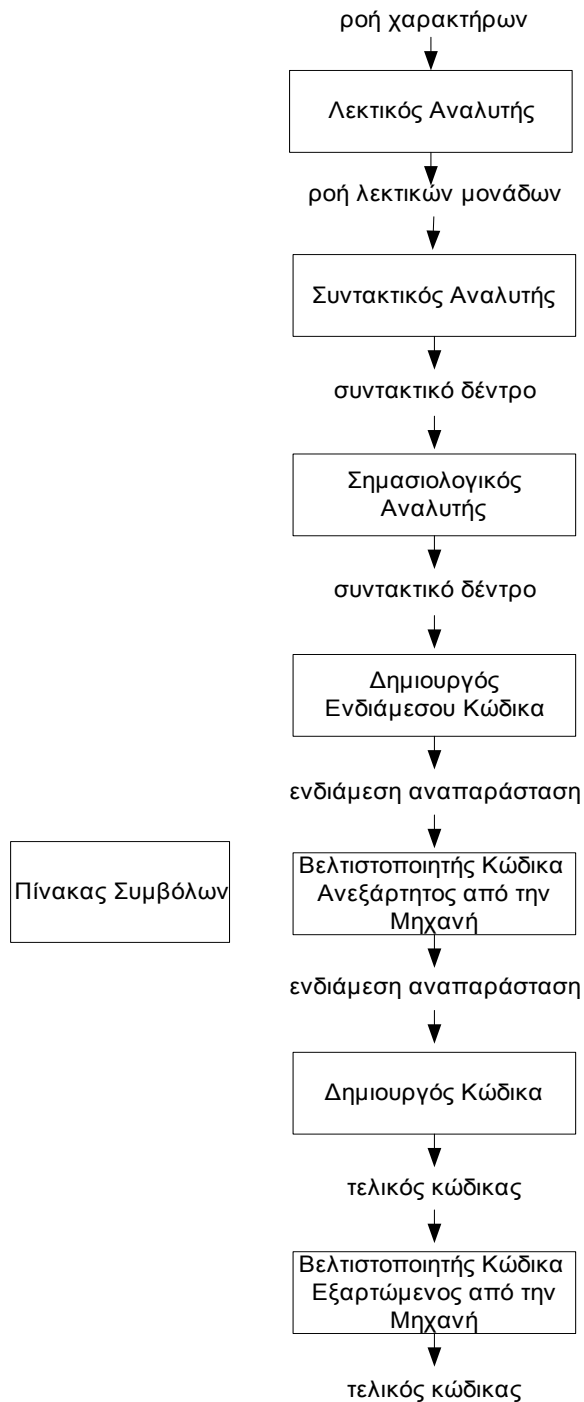 ροή χαρακτήρων
Λεκτικός Αναλυτής
ροή λεκτικών μονάδων
Συντακτικός Αναλυτής
συντακτικό δέντρο
Σημασιολογικός
Αναλυτής
συντακτικό δέντρο
Δημιουργός
Ενδιάμεσου Κώδικα
ενδιάμεση αναπαράσταση
Πίνακας Συμβόλων
Βελτιστοποιητής Κώδικα
Ανεξάρτητος από την
Μηχανή
ενδιάμεση αναπαράσταση
Δημιουργός Κώδικα
τελικός κώδικας
Βελτιστοποιητής Κώδικα
Εξαρτώμενος από την
Μηχανή
τελικός κώδικας